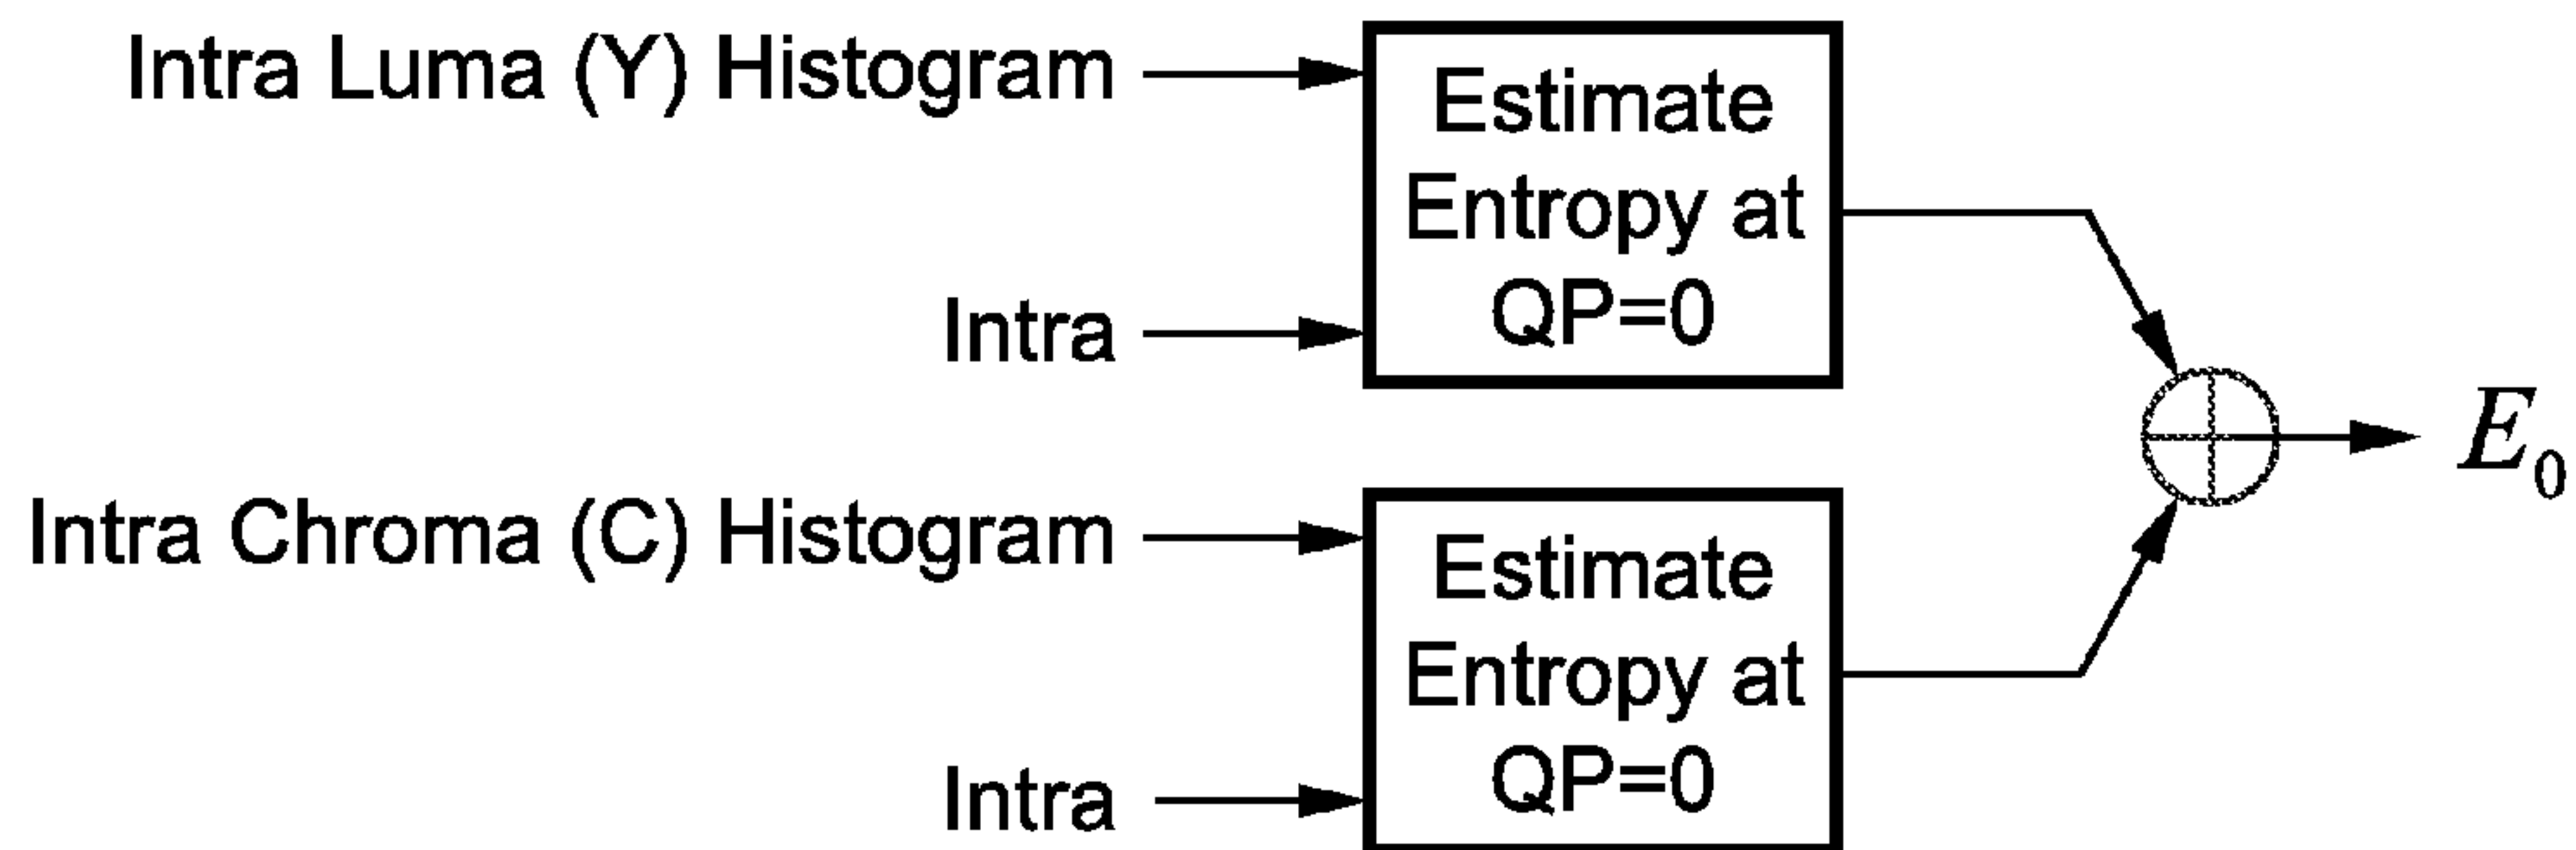 Intra Luma (Y) Histogram
Intra
Estimate
Entropy at
QP=0
Intra Chroma (C) Histogram
Intra
Estimate
Entropy at
QP=0
E₀